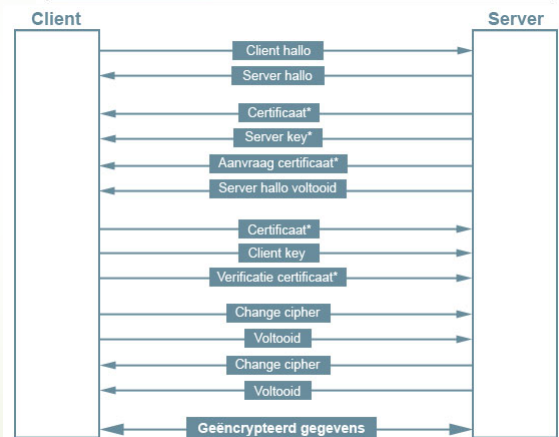 Client
Server
Client hallo
Server hallo
Certificaat*
Server key*
Aanvraag certificaat*
Server hallo voltooid
Certificaat*
Client key
Verificatie certificaat*
Change cipher
Voltooid
Change cipher
Voltooid
Geëncrypteerd gegevens